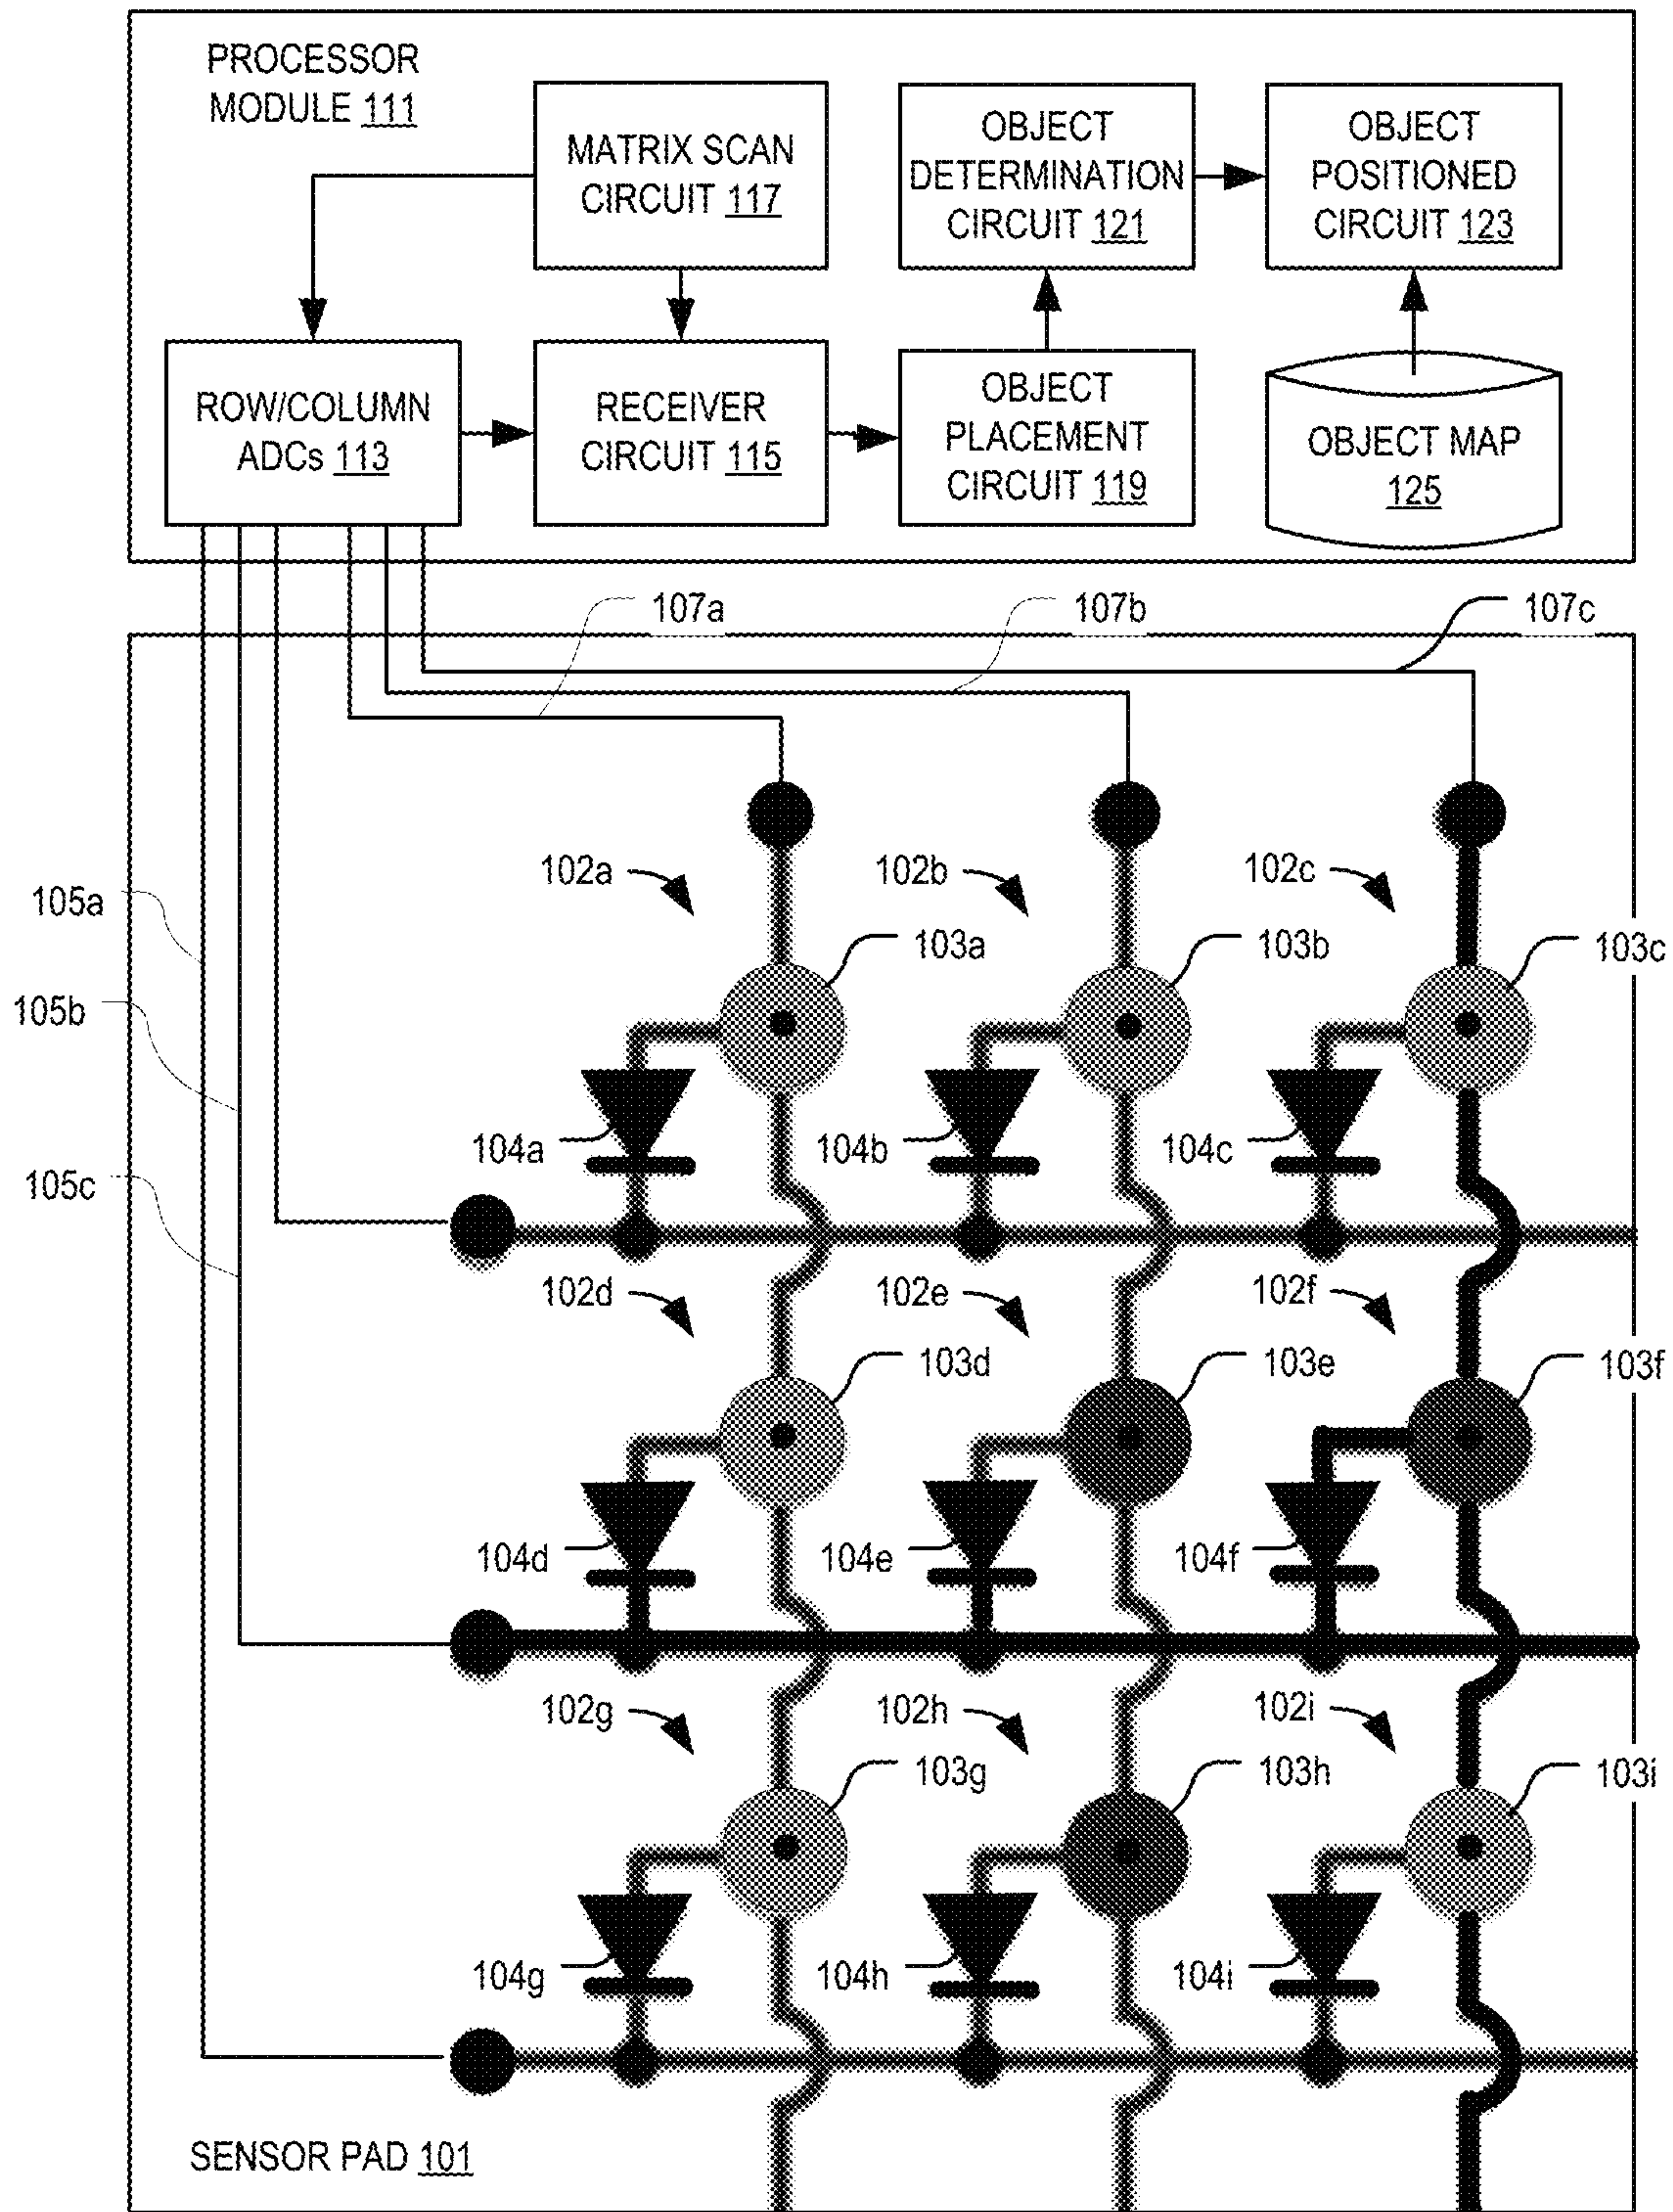 PROCESSOR
MODULE 111
MATRIX SCAN
CIRCUIT 117
OBJECT
DETERMINATION
CIRCUIT 121
OBJECT
POSITIONED
CIRCUIT 123
ROW/COLUMN
ADCs 113
RECEIVER
CIRCUIT 115
OBJECT
PLACEMENT
CIRCUIT 119
OBJECT MAP
125
107a
107b
107c
102a
102b
102c
105a
103a
103b
103c
105b
104a
104b
104c
105c
102d
102e
102f
103d
103e
103f
104d
104e
104f
102g
102h
102i
103g
103h
103i
104g
104h
104i
SENSOR PAD 101